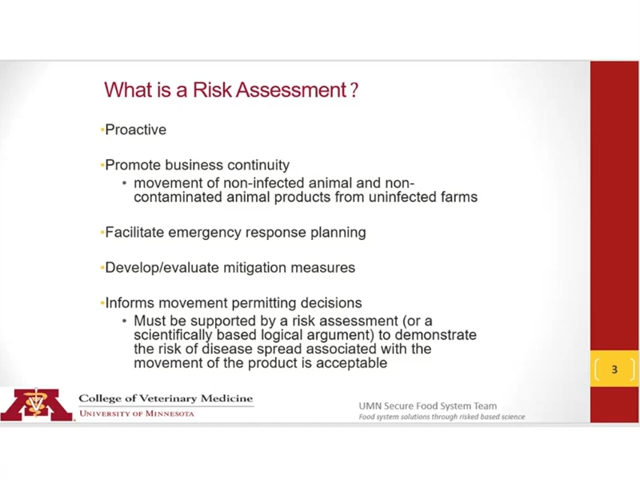 What is a Risk Assessment?
•Proactive
•Promote business continuity
• movement of non-infected animal and non-
contaminated animal products from uninfected farms
•Facilitate emergency response planning
•Develop/evaluate mitigation measures
•Informs movement permitting decisions
• Must be supported by a risk assessment (or a
scientifically based logical argument) to demonstrate
the risk of disease spread associated with the
movement of the product is acceptable
3
College of Veterinary Medicine
UNIVERSITY OF MINNESOTA
UMN Secure Food System Team
Food system solutions through risked based science